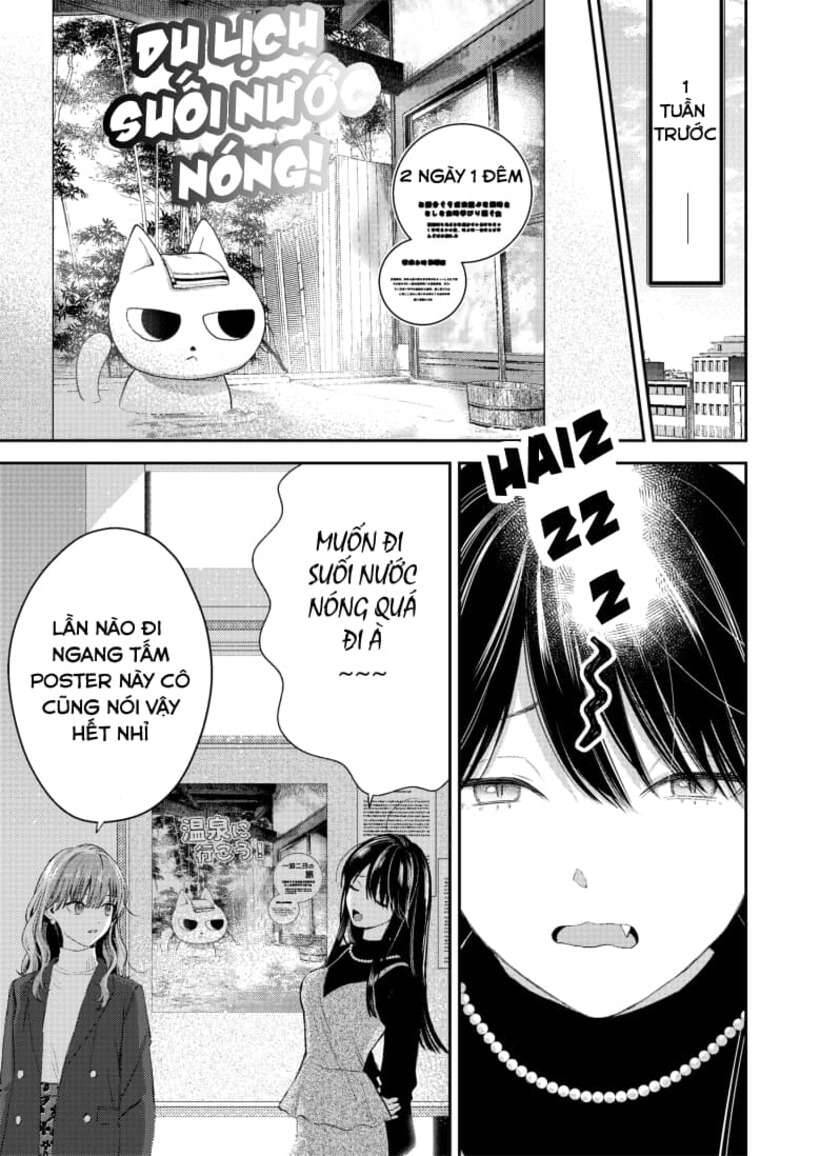 1
TUẦN
TRƯỚC
DU LỊCH
SUỐI NƯỚC
NÓNG!
2 NGÀY 1 ĐÊM
HAIZ
ZZ
Z
MUỐN ĐI
SUỐI NƯỚC
NÓNG QUÁ
ĐI À
~~~
LẦN NÀO ĐI
NGANG TẤM
POSTER NÀY CÔ
CŨNG NÓI VẬY
HẾT NHỈ
温泉に
行こう!